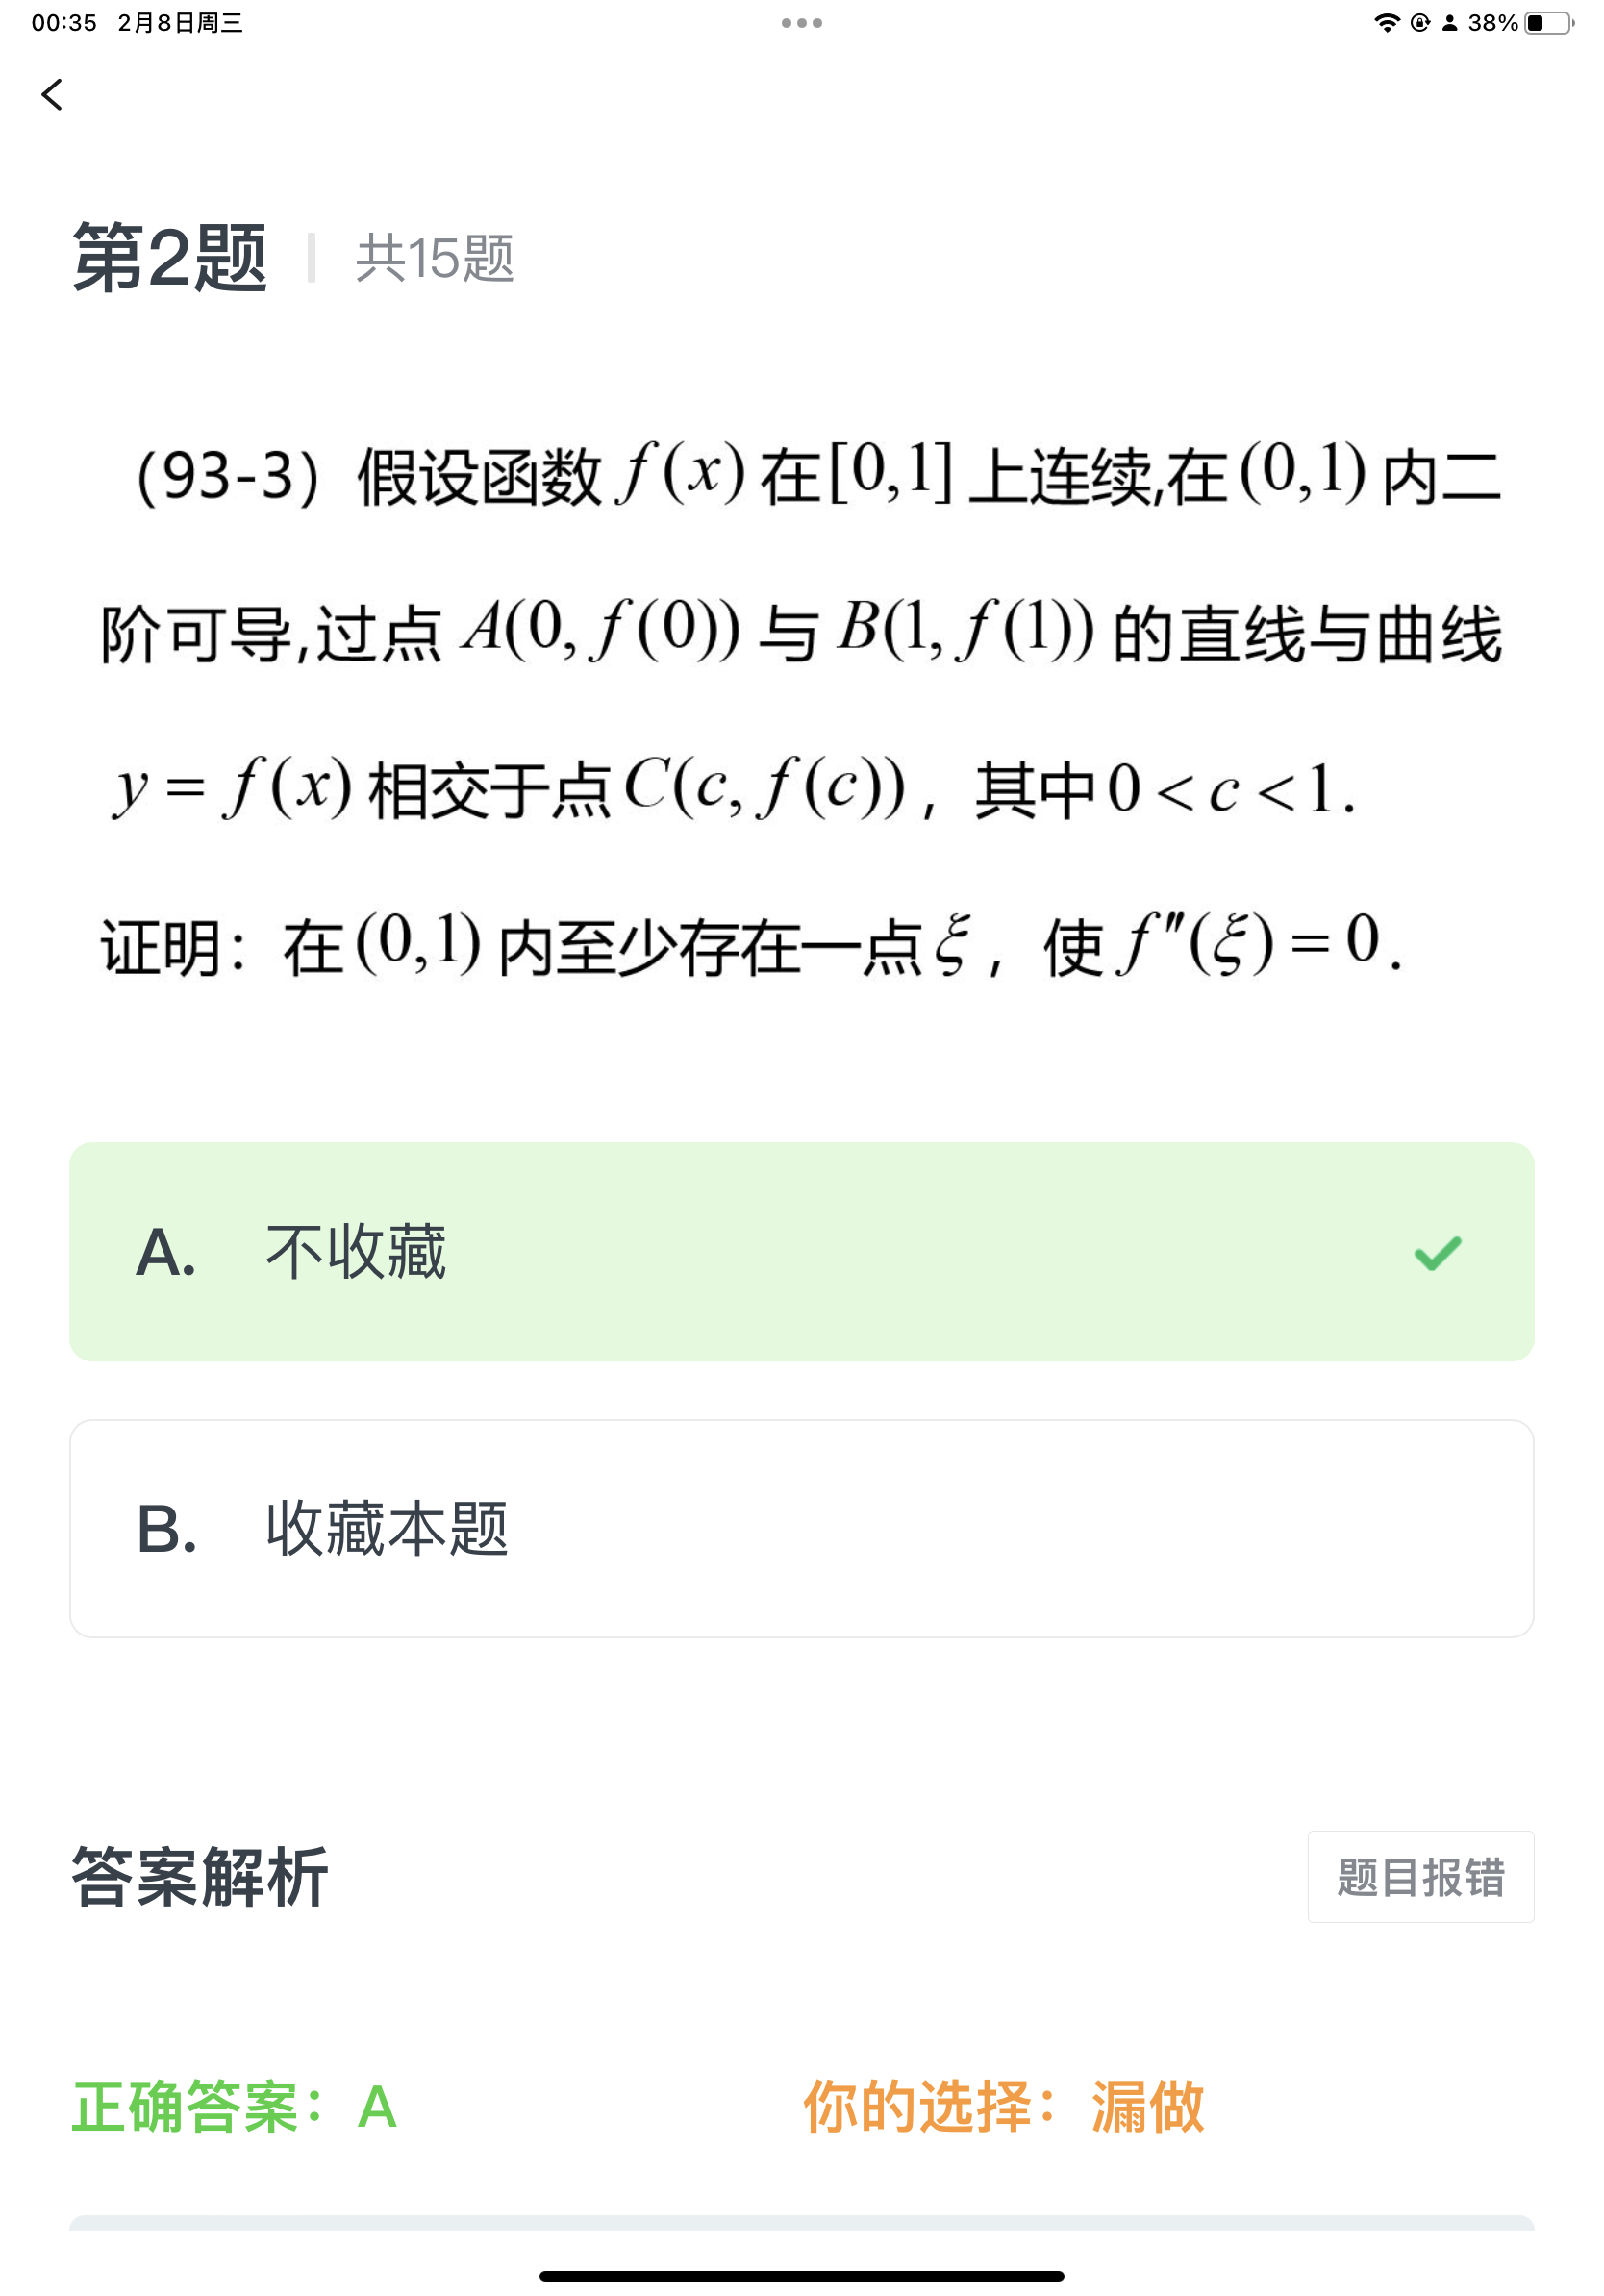 00:35 2月8日周三
38%
第2题 共15题
（93-3）假设函数 f(x) 在[0,1] 上连续,在(0,1) 内二
阶可导,过点 A(0, f(0)) 与 B(1, f(1)) 的直线与曲线
y = f(x) 相交于点 C(c, f(c))，其中 0 < c < 1.
证明：在(0,1) 内至少存在一点 ξ，使 f″(ξ) = 0 .
A. 不收藏
B. 收藏本题
答案解析
题目报错
正确答案：A
你的选择：漏做